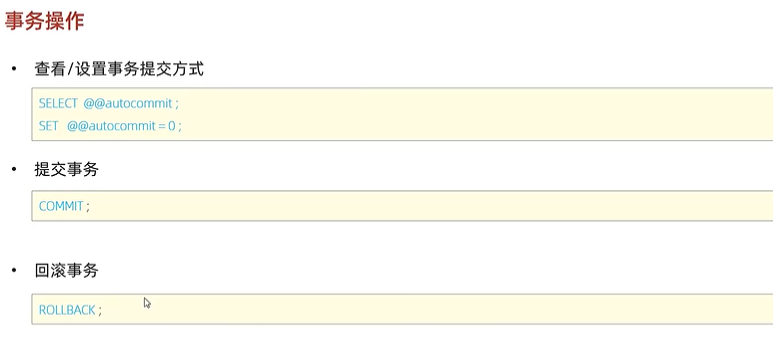 事务操作
• 查看/设置事务提交方式
SELECT @@autocommit ;
SET @@autocommit = 0 ;
• 提交事务
COMMIT ;
• 回滚事务
ROLLBACK ;